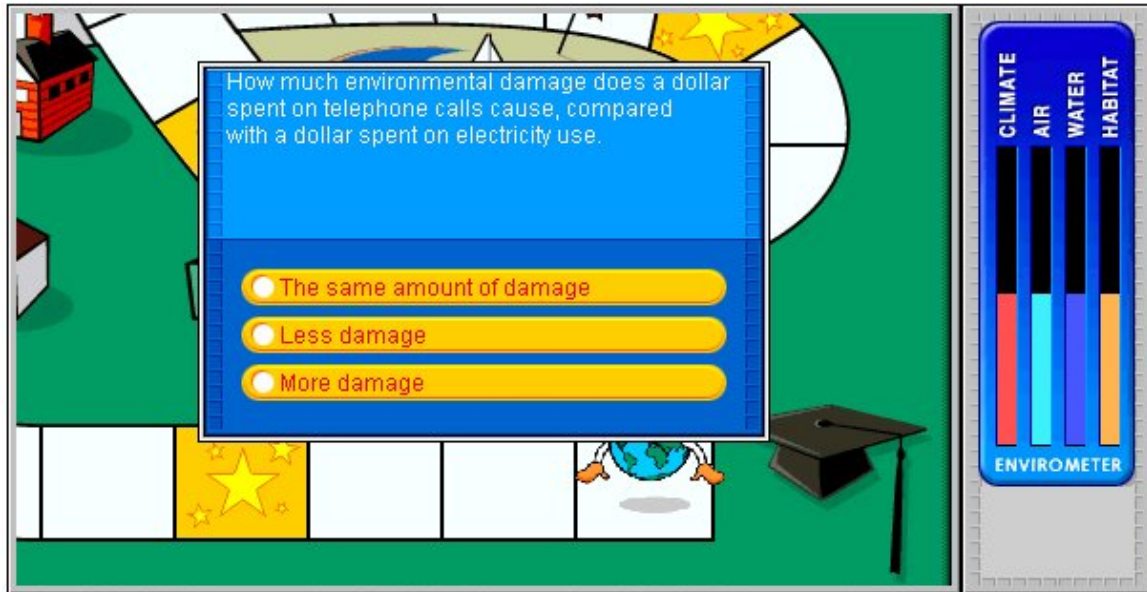 How much environmental damage does a dollar
spent on telephone calls cause, compared
with a dollar spent on electricity use.
The same amount of damage
Less damage
More damage
CLIMATE
AIR
WATER
HABITAT
ENVIROMETER